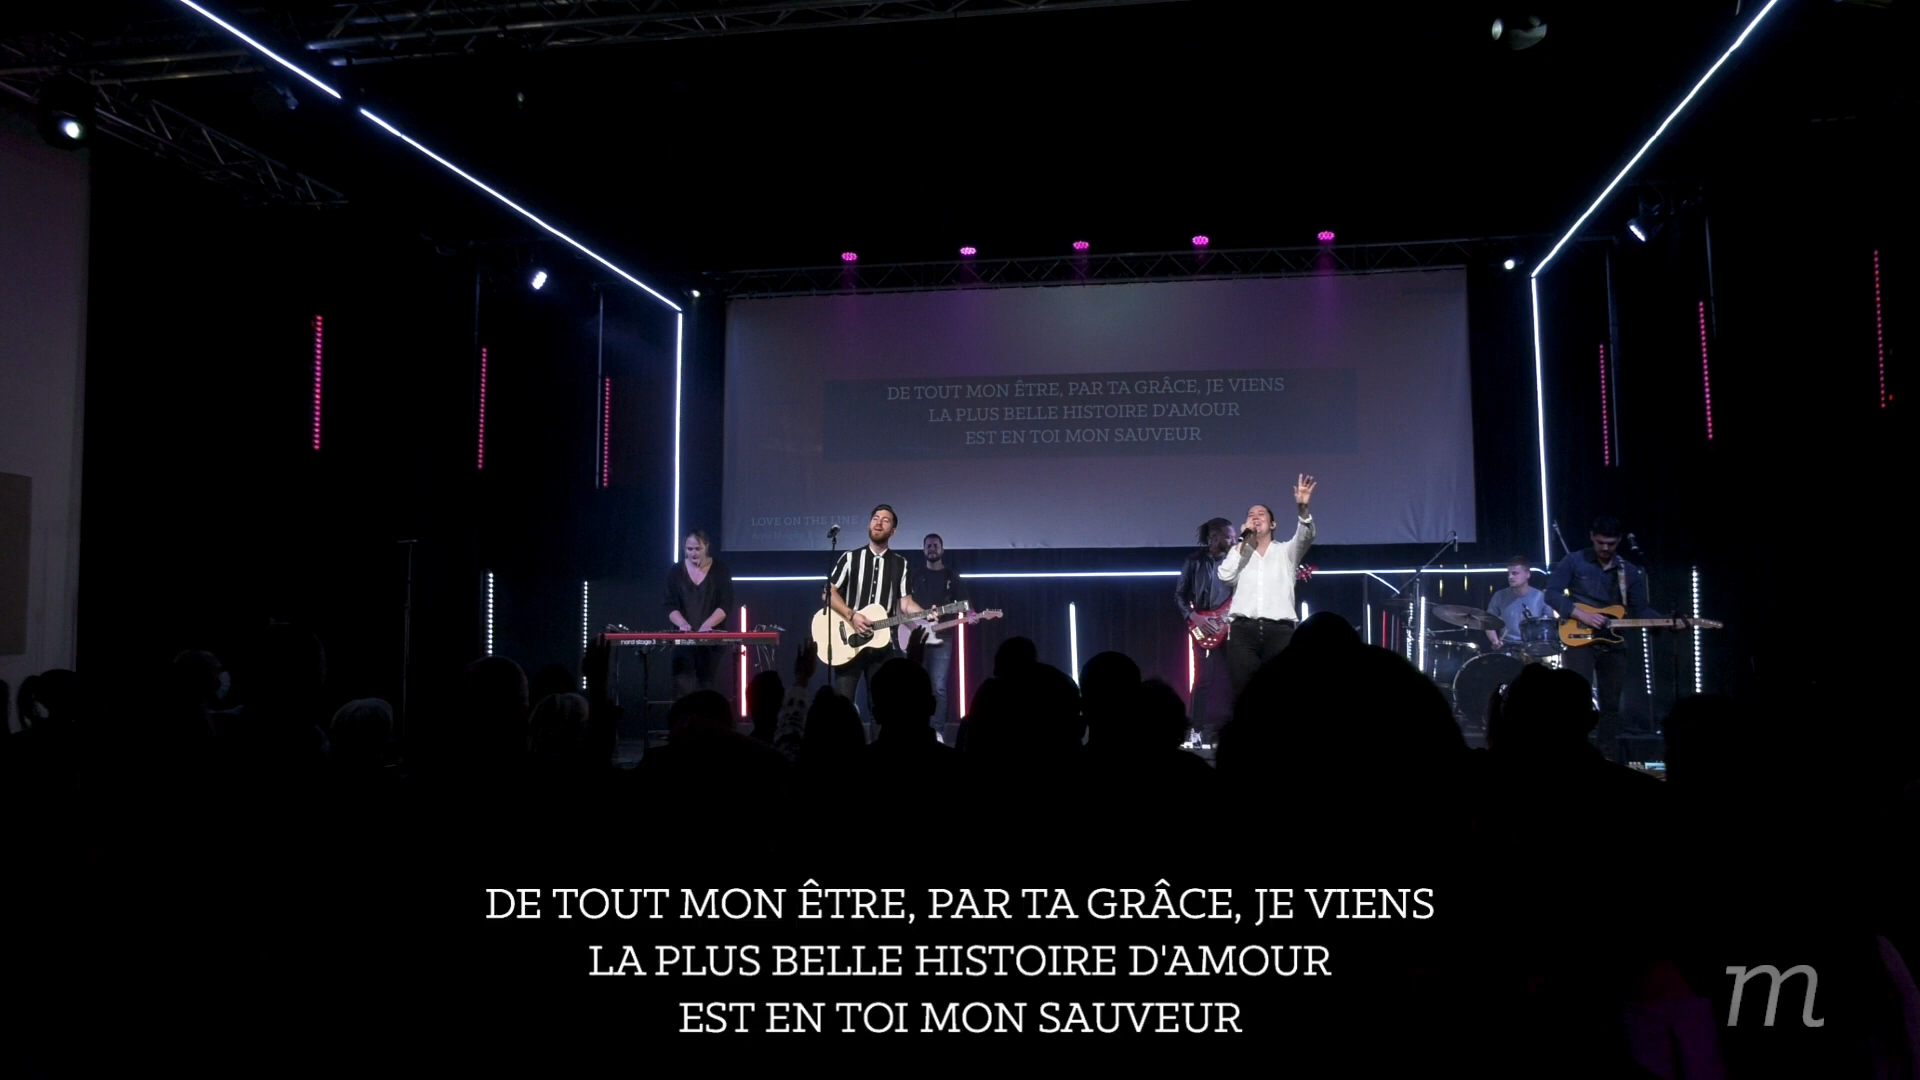 DE TOUT MON ÊTRE, PAR TA GRÂCE, JE VIENS
LA PLUS BELLE HISTOIRE D'AMOUR
EST EN TOI MON SAUVEUR
LOVE ON THE LINE
nord stage 3
DE TOUT MON ÊTRE, PAR TA GRÂCE, JE VIENS
LA PLUS BELLE HISTOIRE D'AMOUR
EST EN TOI MON SAUVEUR
m